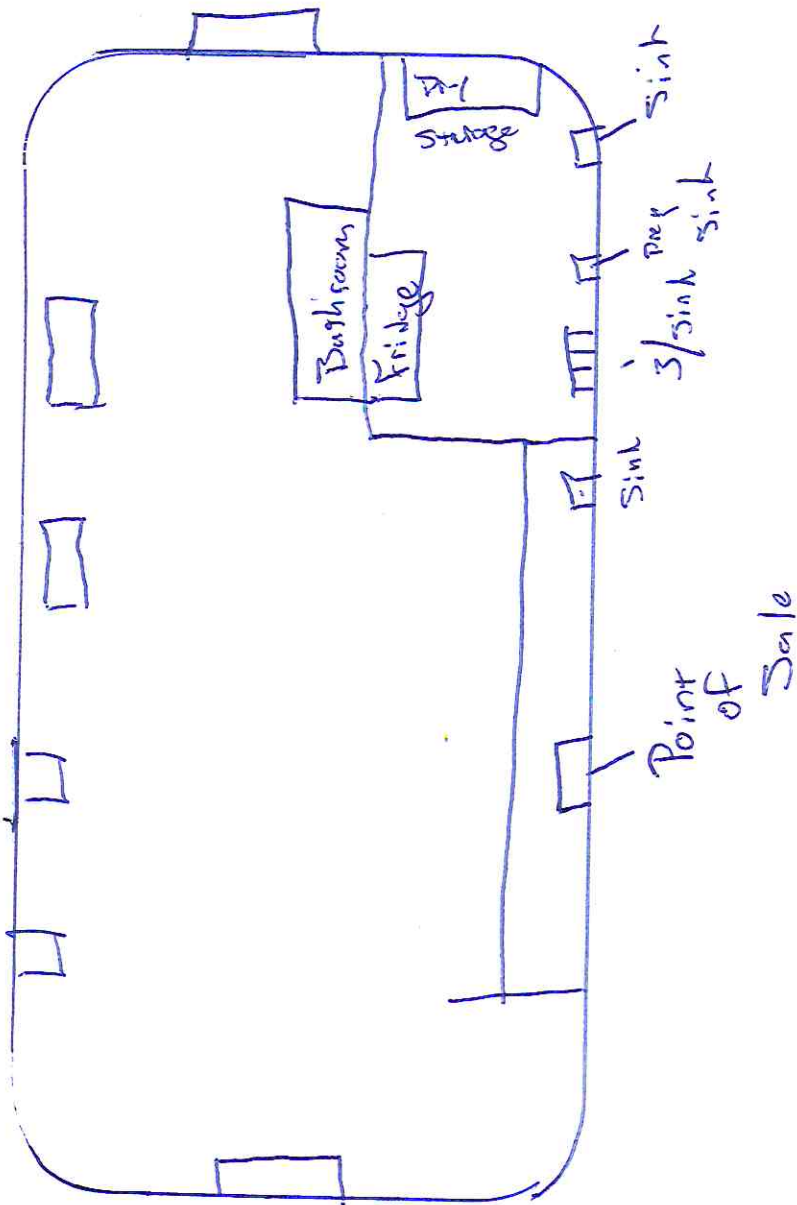 Dry
Storage
Sink
Prep
Sink
3/sink
Bathroom
Fridge
Sink
Point
of
Sale